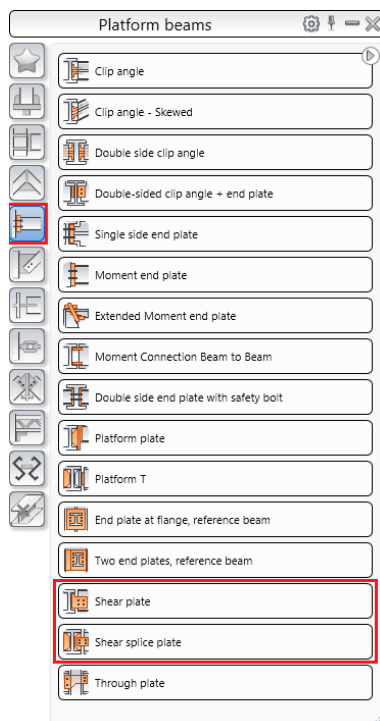 Platform beams
Clip angle
Clip angle - Skewed
Double side clip angle
Double-sided clip angle + end plate
Single side end plate
Moment end plate
Extended Moment end plate
Moment Connection Beam to Beam
Double side end plate with safety bolt
Platform plate
Platform T
End plate at flange, reference beam
Two end plates, reference beam
Shear plate
Shear splice plate
Through plate